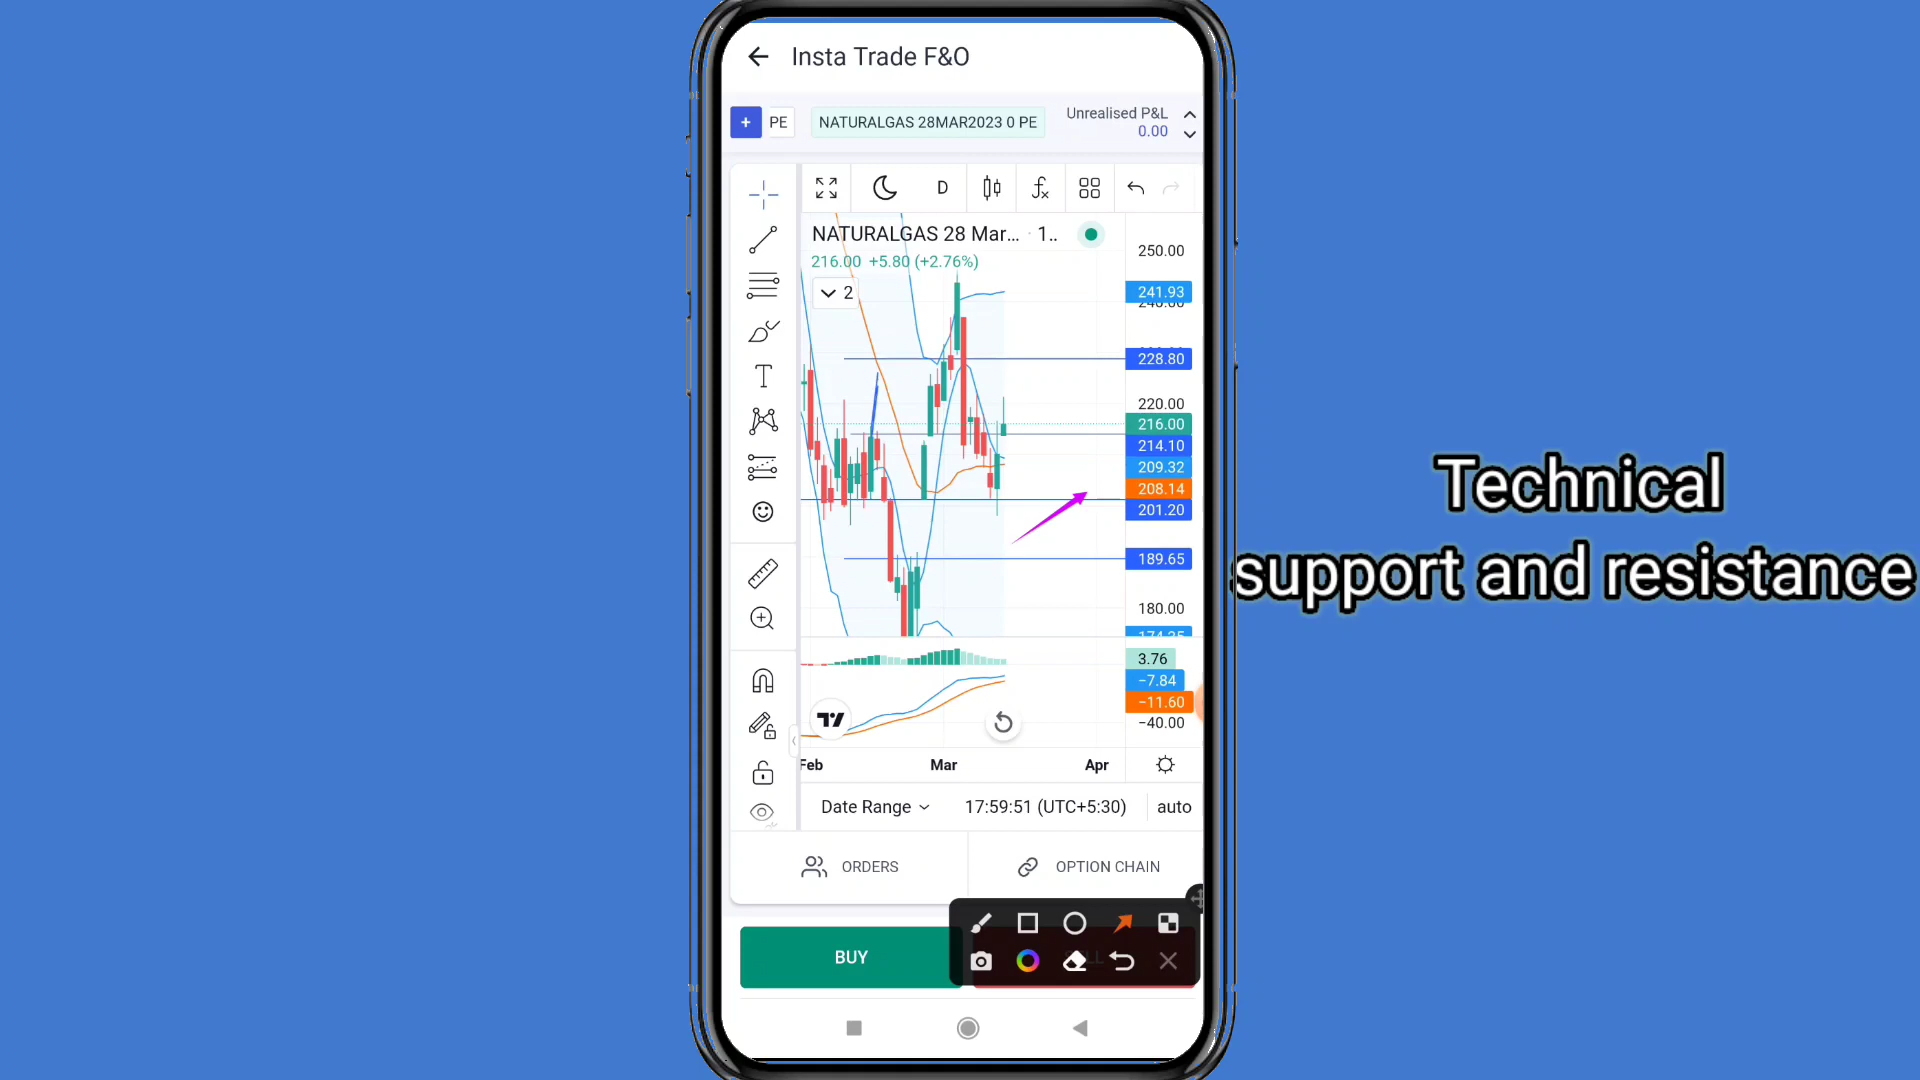 Insta Trade F&O
+ PE NATURALGAS 28MAR2023 0 PE Unrealised P&L
0.00
D
NATURALGAS 28 Mar... · 1..
216.00 +5.80 (+2.76%)
2
250.00
241.93
240.00
228.80
220.00
216.00
214.10
209.32
208.14
201.20
189.65
180.00
3.76
−7.84
−11.60
−40.00
Feb Mar Apr
Date Range 17:59:51 (UTC+5:30) auto
ORDERS OPTION CHAIN
BUY
Technical
support and resistance